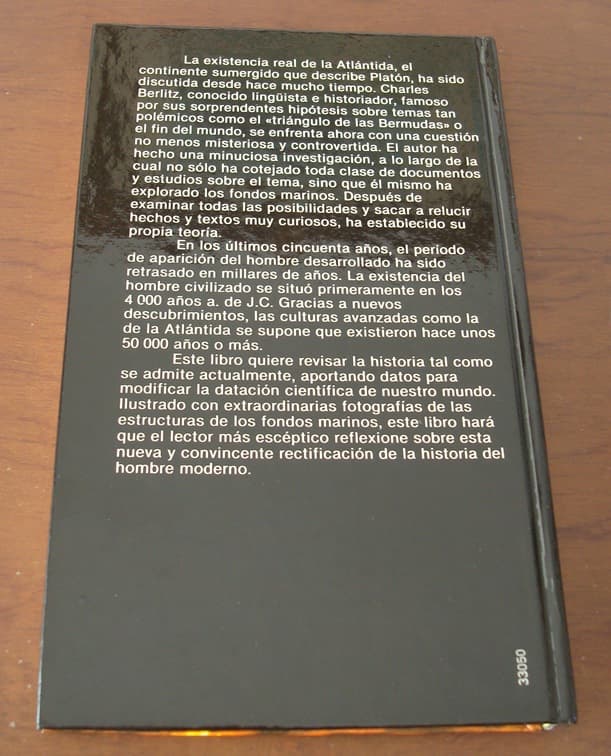 La existencia real de la Atlántida, el
continente sumergido que describe Platón, ha sido
discutida desde hace mucho tiempo. Charles
Berlitz, conocido lingüista e historiador, famoso
por sus sorprendentes hipótesis sobre temas tan
polémicos como el «triángulo de las Bermudas» o
el fin del mundo, se enfrenta ahora con una cuestión
no menos misteriosa y controvertida. El autor ha
hecho una minuciosa investigación, a lo largo de la
cual no sólo ha cotejado toda clase de documentos
y estudios sobre el tema, sino que él mismo ha
explorado los fondos marinos. Después de
examinar todas las posibilidades y sacar a relucir
hechos y textos muy curiosos, ha establecido su
propia teoría.
En los últimos cincuenta años, el periodo
de aparición del hombre desarrollado ha sido
retrasado en millares de años. La existencia del
hombre civilizado se situó primeramente en los
4 000 años a. de J.C. Gracias a nuevos
descubrimientos, las culturas avanzadas como la
de la Atlántida se supone que existieron hace unos
50 000 años o más.
Este libro quiere revisar la historia tal como
se admite actualmente, aportando datos para
modificar la datación científica de nuestro mundo.
Ilustrado con extraordinarias fotografías de las
estructuras de los fondos marinos, este libro hará
que el lector más escéptico reflexione sobre esta
nueva y convincente rectificación de la historia del
hombre moderno.
33050